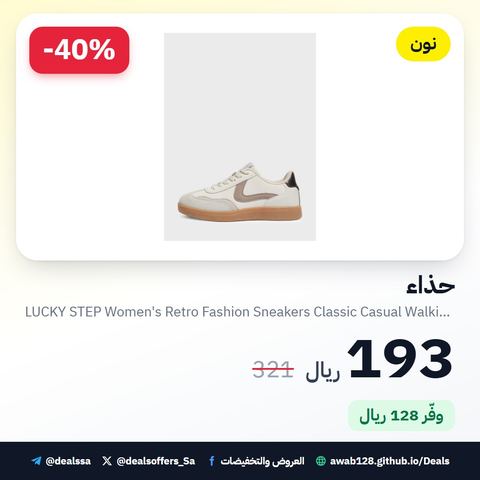 -40%
نون
حذاء
LUCKY STEP Women's Retro Fashion Sneakers Classic Casual Walki...
193 ريال 321
وفّر 128 ريال
@dealssa @dealsoffers_Sa العروض والتخفيضات awab128.github.io/Deals